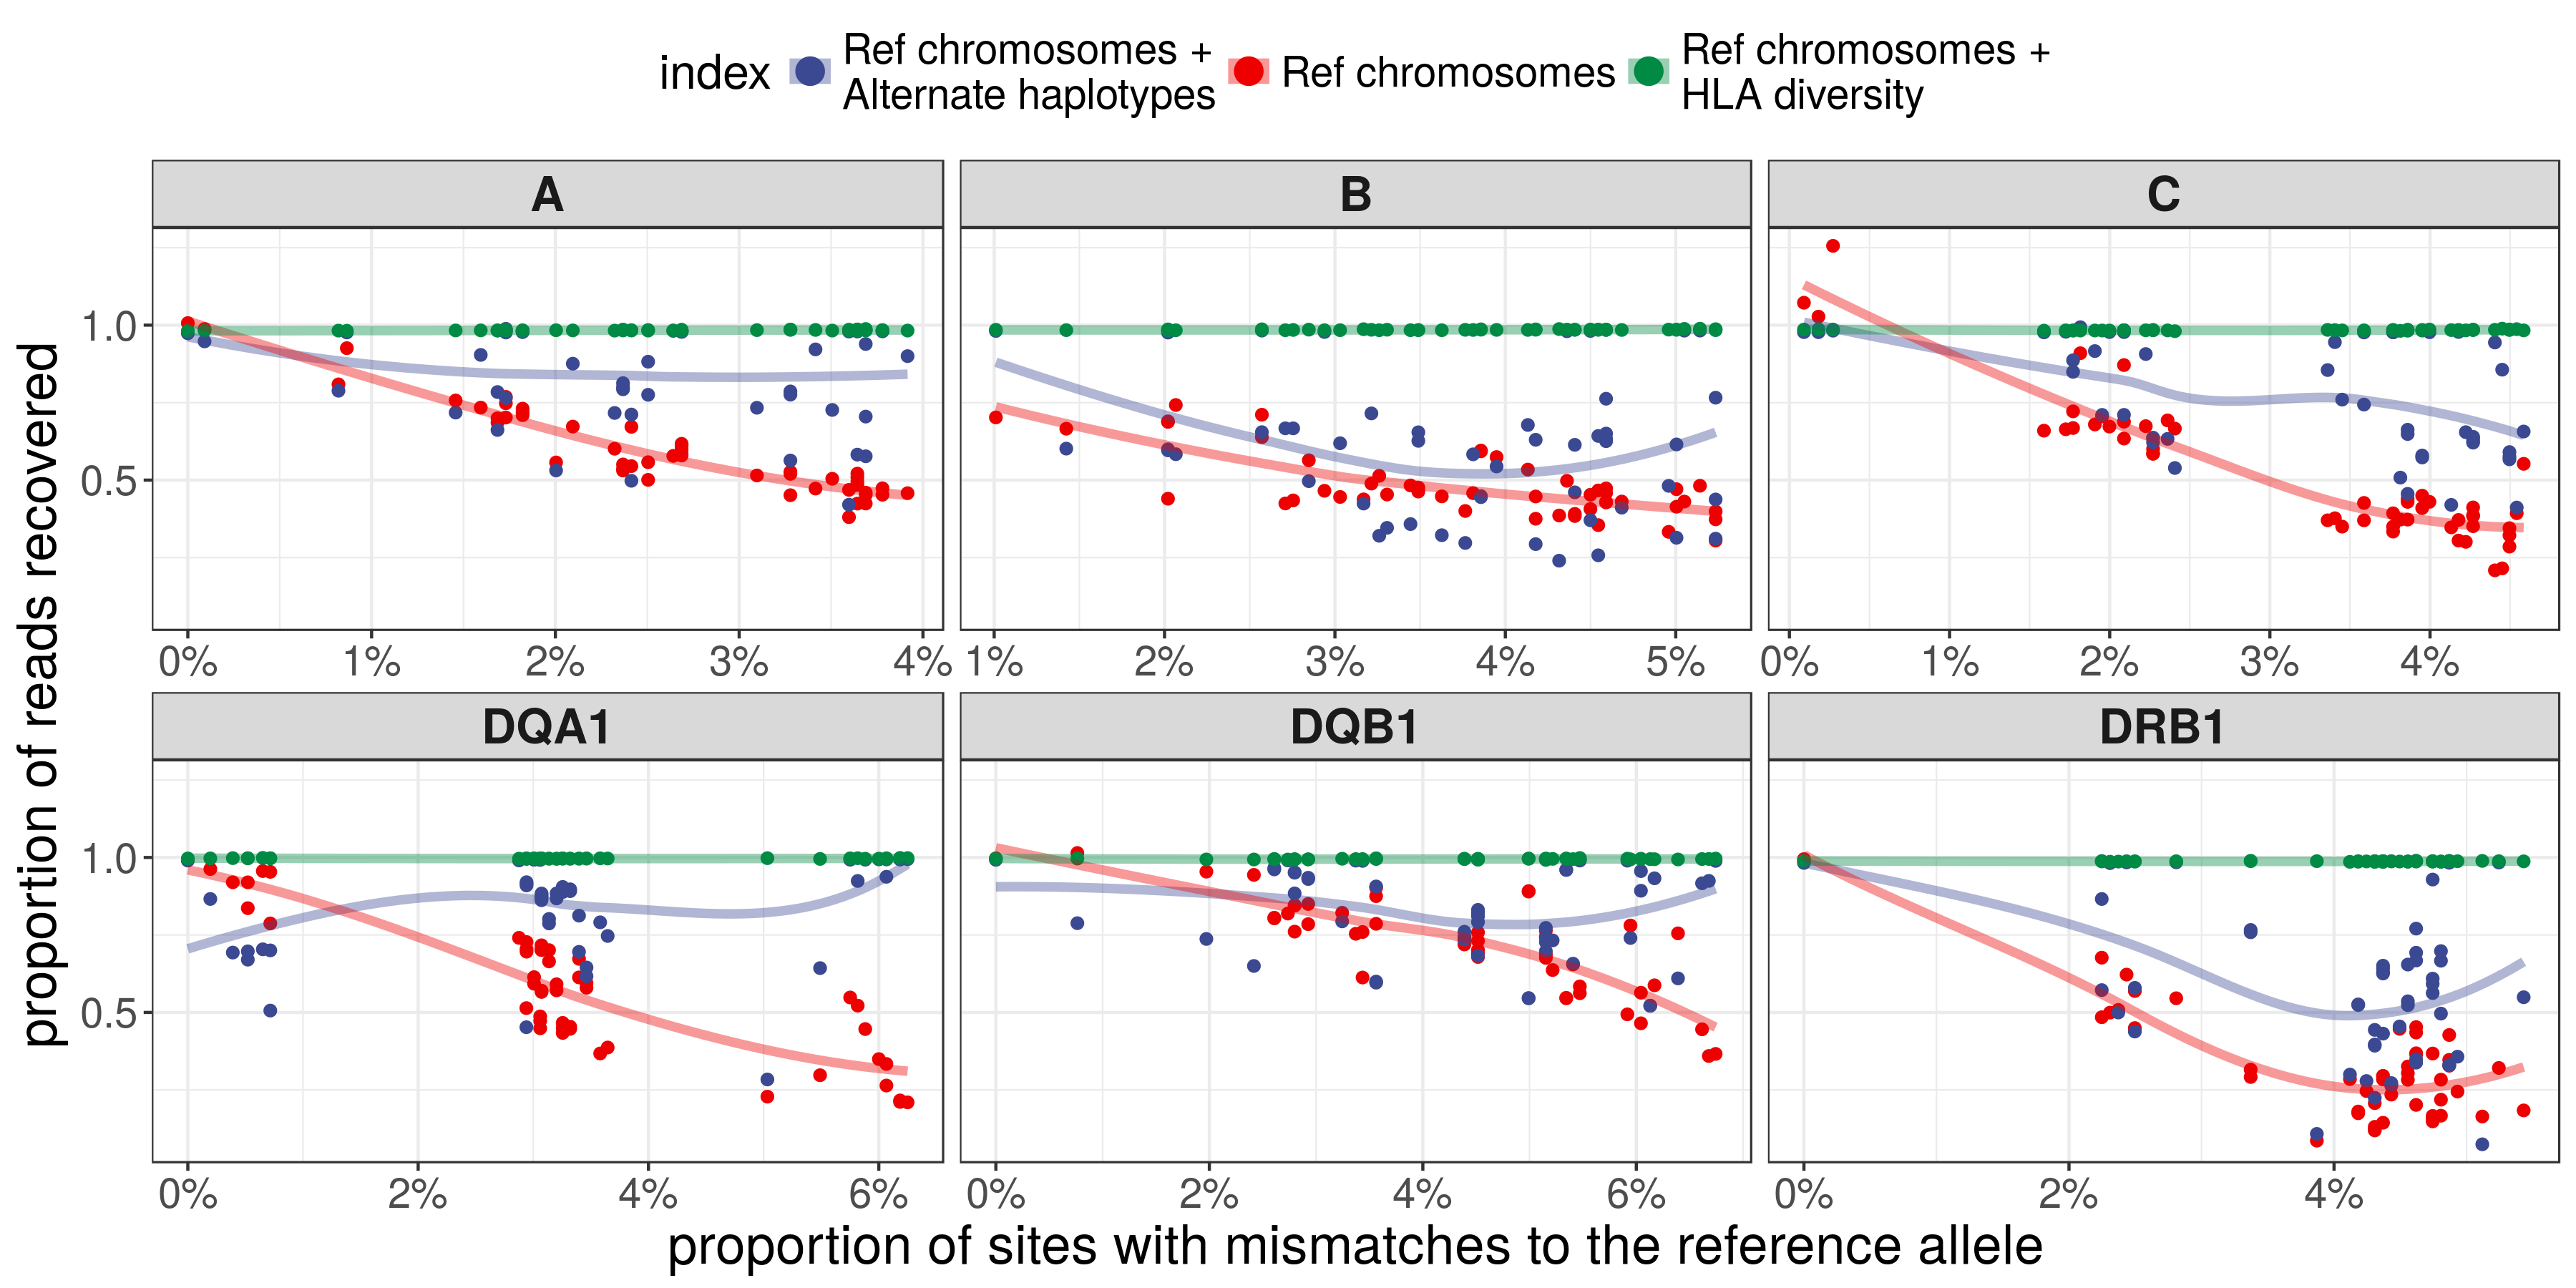 index
Ref chromosomes +
Alternate haplotypes
Ref chromosomes
Ref chromosomes +
HLA diversity
proportion of reads recovered
A
B
C
1.0
0.5
0% 1% 2% 3% 4%
1% 2% 3% 4% 5%
0% 1% 2% 3% 4%
DQA1
DQB1
DRB1
1.0
0.5
0% 2% 4% 6%
0% 2% 4% 6%
0% 2% 4%
proportion of sites with mismatches to the reference allele